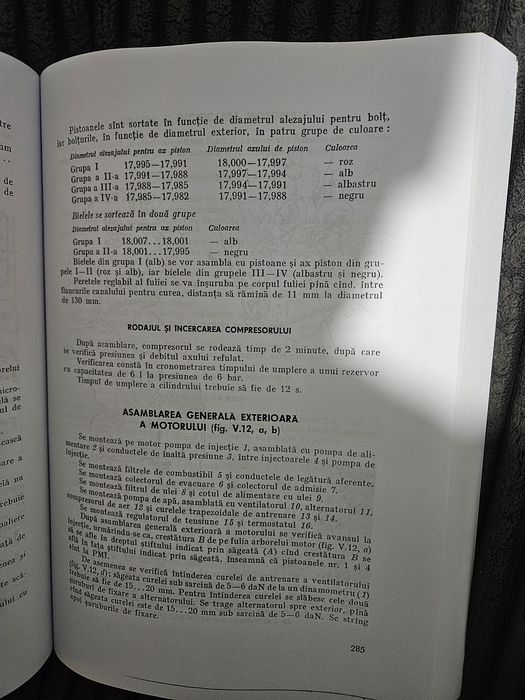 Pistoanele sînt sortate în funcție de diametrul alezajului pentru bolț,
iar bolțurile, în funcție de diametrul exterior, în patru grupe de culoare :
Diametrul alezajului pentru ax piston Diametrul axului de piston Culoarea
Grupa I 17,995—17,991 18,000—17,997 — roz
Grupa a II-a 17,991—17,988 17,997—17,994 — alb
Grupa a III-a 17,988—17,985 17,994—17,991 — albastru
Grupa a IV-a 17,985—17,982 17,991—17,988 — negru
Bielele se sortează în două grupe
Diametrul alezajului pentru ax piston Culoarea
Grupa I 18,007...18,001 — alb
Grupa a II-a 18,001...17,995 — negru
Bielele din grupa I (alb) se vor asambla cu pistoane și ax piston din gru-
pele I—II (roz și alb), iar bielele din grupele III—IV (albastru și negru).
Peretele reglabil al fuliei se va înșuruba pe corpul fuliei pînă cînd, între
flancurile canalului pentru curea, distanța să rămînă de 11 mm la diametrul
de 130 mm.
RODAJUL ȘI ÎNCERCAREA COMPRESORULUI
După asamblare, compresorul se rodează timp de 2 minute, după care
se verifică presiunea și debitul axului refulat.
Verificarea constă în cronometrarea timpului de umplere a unui rezervor
cu capacitatea de 6 l la presiunea de 6 bar.
Timpul de umplere a cilindrului trebuie să fie de 12 s.
ASAMBLAREA GENERALĂ EXTERIOARĂ
A MOTORULUI (fig. V.12, a, b)
Se montează pe motor pompa de injecție 1, asamblată cu pompa de ali-
mentare 2 și conductele de înaltă presiune 3, între injectoarele 4 și pompa de
injecție.
Se montează filtrele de combustibil 5 și conductele de legătură aferente.
Se montează colectorul de evacuare 6 și colectorul de admisie 7.
Se montează filtrul de ulei 8 și cotul de alimentare cu ulei 9.
Se montează pompa de apă, asamblată cu ventilatorul 10, alternatorul 11,
compresorul de aer 12 și curelele trapezoidale de antrenare 13 și 14.
Se montează regulatorul de tensiune 15 și termostatul 16.
După asamblarea generală exterioară a motorului se verifică avansul la
injecție, urmărindu-se ca, crestătura B de pe fulia arborelui motor (fig. V.12, a)
să se afle în dreptul știftului indicat prin săgeată (A) cînd crestătura B se
află în fața știftului indicat prin săgeată, înseamnă că pistoanele nr. 1 și 4
sînt la PMI.
De asemenea se verifică întinderea curelei de antrenare a ventilatorului
(fig. V.12, d); săgeata curelei sub sarcină de 5—6 daN de la un dinamometru (1)
trebuie să fie de 15...20 mm. Pentru întinderea curelei se slăbesc cele două
șuruburi de fixare a alternatorului. Se trage alternatorul spre exterior, pînă
cînd săgeata curelei este de 15...20 mm sub sarcină de 5—6 daN. Se string
apoi șuruburile de fixare.
285